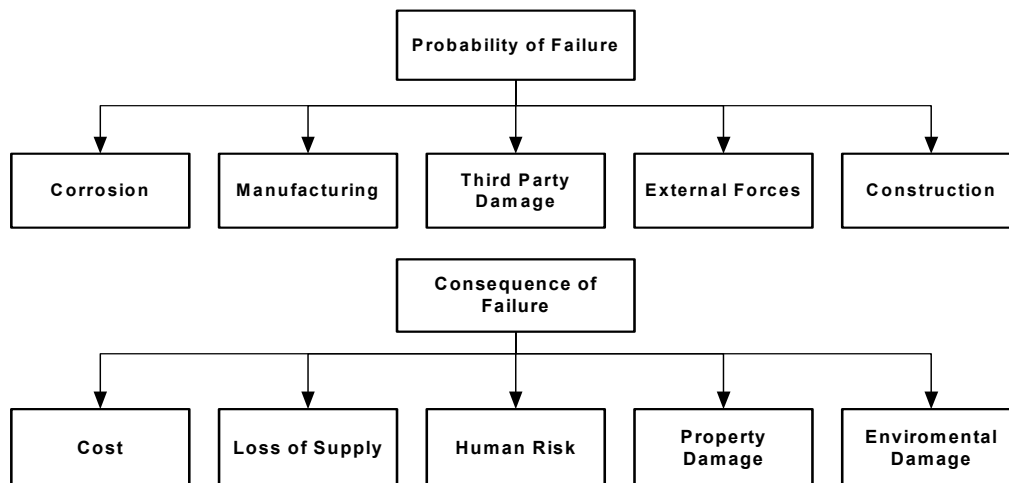 Probability of Failure
Corrosion
Manufacturing
Third Party
Damage
External Forces
Construction
Consequence of
Failure
Cost
Loss of Supply
Human Risk
Property
Damage
Enviromental
Damage